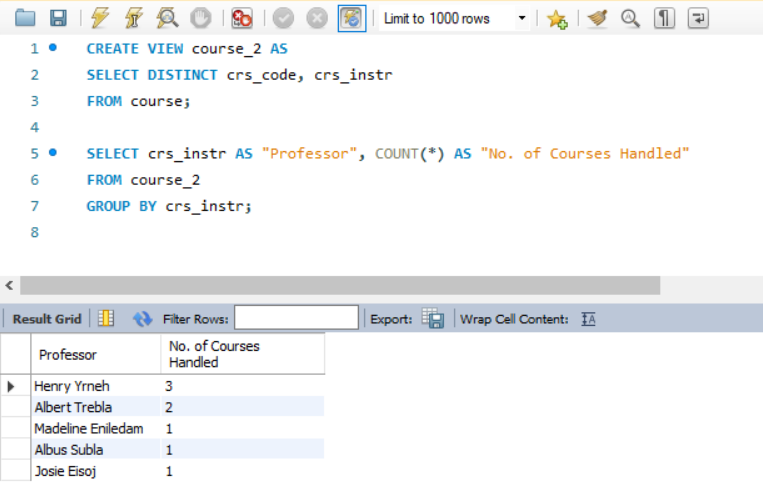 Limit to 1000 rows
1 CREATE VIEW course_2 AS
2 SELECT DISTINCT crs_code, crs_instr
3 FROM course;
4
5 SELECT crs_instr AS "Professor", COUNT(*) AS "No. of Courses Handled"
6 FROM course_2
7 GROUP BY crs_instr;
8
Result Grid Filter Rows: Export: Wrap Cell Content: IA
Professor No. of Courses
Handled
Henry Yrneh 3
Albert Trebla 2
Madeline Eniledam 1
Albus Subla 1
Josie Eisoj 1